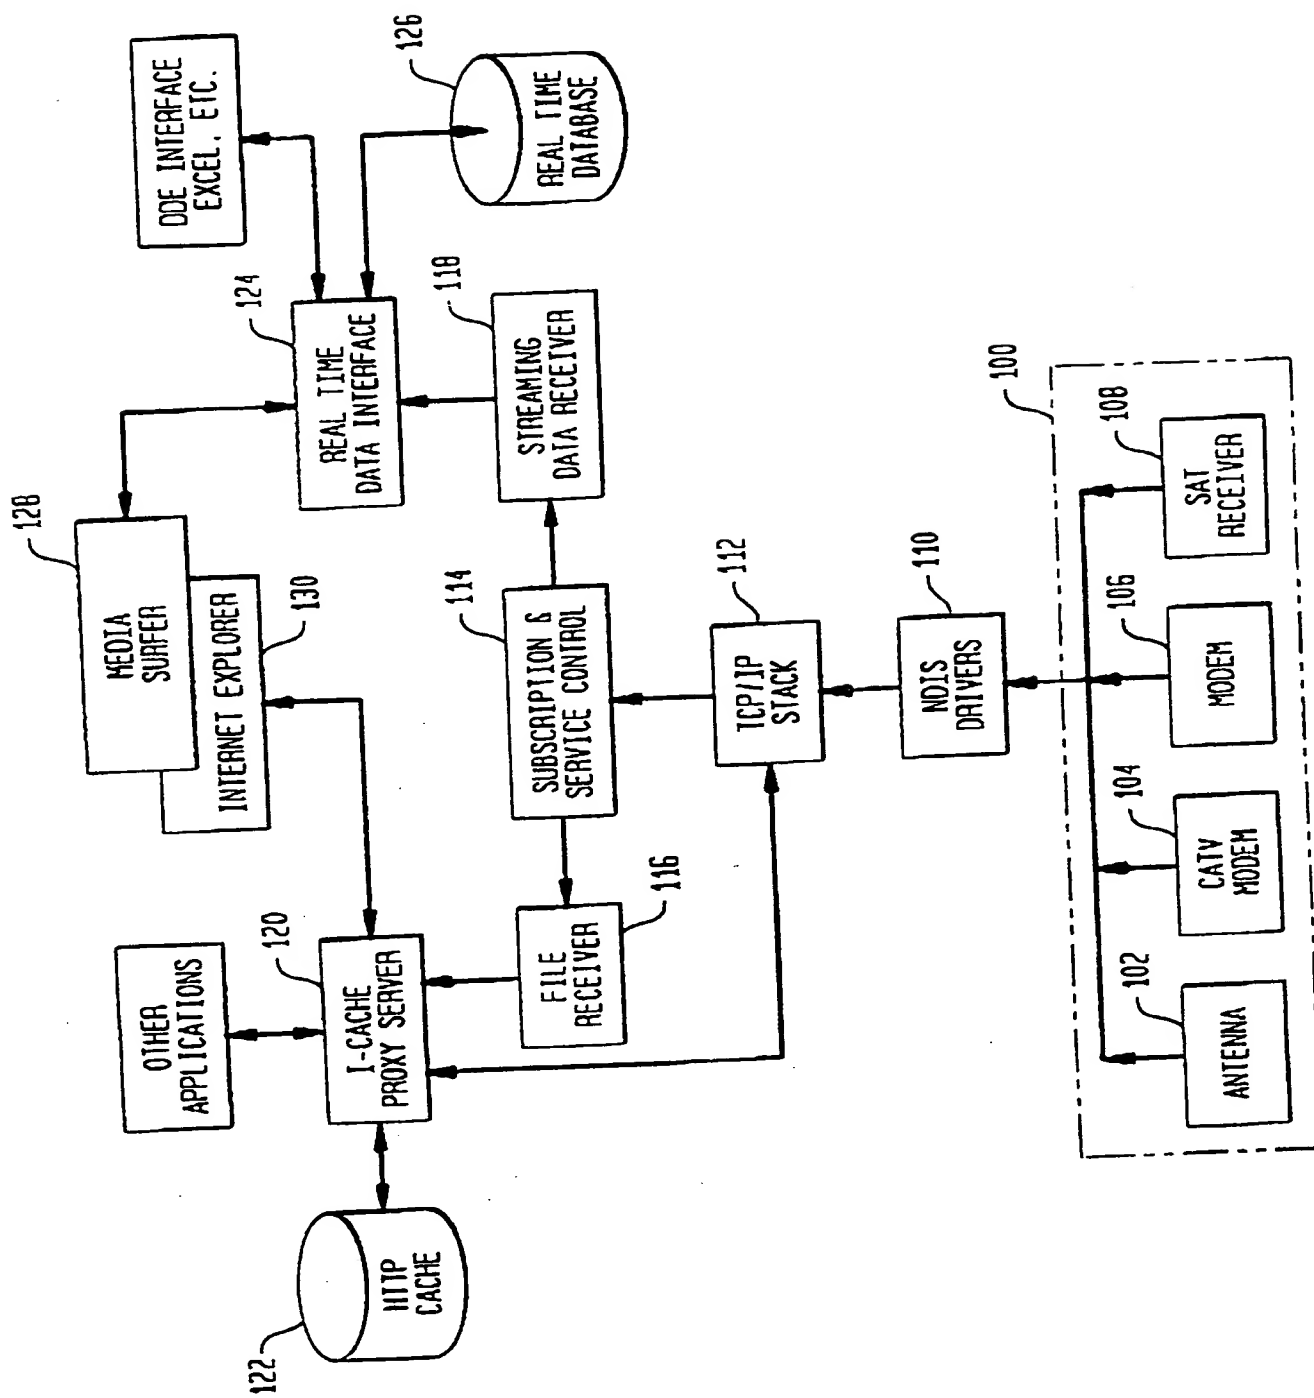 128
MEDIA
SURFER
INTERNET EXPLORER
130
OTHER
APPLICATIONS
DDE INTERFACE
EXCEL, ETC.
122
HTTP
CACHE
120
I-CACHE
PROXY SERVER
124
REAL TIME
DATA INTERFACE
126
REAL TIME
DATABASE
FILE
RECEIVER
116
114
SUBSCRIPTION &
SERVICE CONTROL
118
STREAMING
DATA RECEIVER
112
TCP/IP
STACK
110
NDIS
DRIVERS
100
102
ANTENNA
104
CATV
MODEM
106
MODEM
108
SAT
RECEIVER